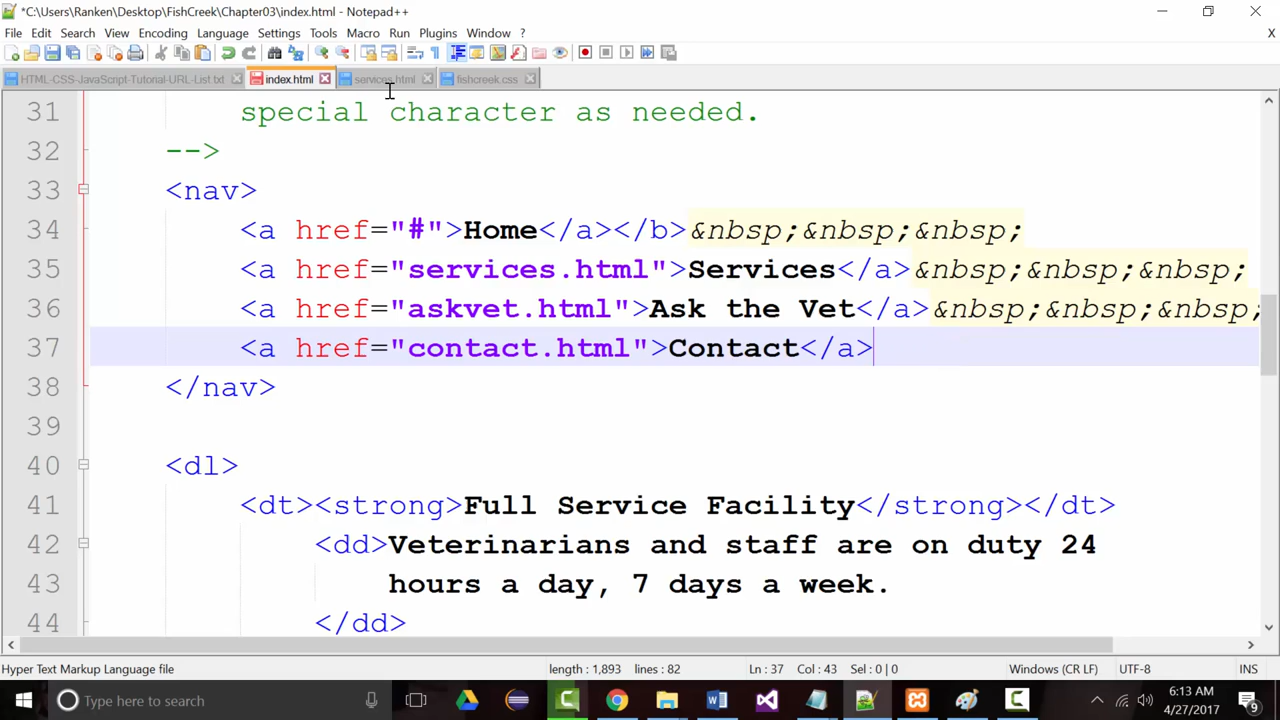 *C:\Users\Ranken\Desktop\FishCreek\Chapter03\index.html - Notepad++
File Edit Search View Encoding Language Settings Tools Macro Run Plugins Window ? X
HTML-CSS-JavaScript-Tutorial-URL-List.txt index.html services.html fishcreek.css
31 special character as needed.
32 -->
33 <nav>
34 <a href="#">Home</a></b>&nbsp;&nbsp;&nbsp;
35 <a href="services.html">Services</a>&nbsp;&nbsp;&nbsp;
36 <a href="askvet.html">Ask the Vet</a>&nbsp;&nbsp;&nbsp;
37 <a href="contact.html">Contact</a>
38 </nav>
39
40 <dl>
41 <dt><strong>Full Service Facility</strong></dt>
42 <dd>Veterinarians and staff are on duty 24
43 hours a day, 7 days a week.
44 </dd>
Hyper Text Markup Language file length : 1,893 lines : 82 Ln : 37 Col : 43 Sel : 0 | 0 Windows (CR LF) UTF-8 INS
Type here to search
6:13 AM
4/27/2017
9